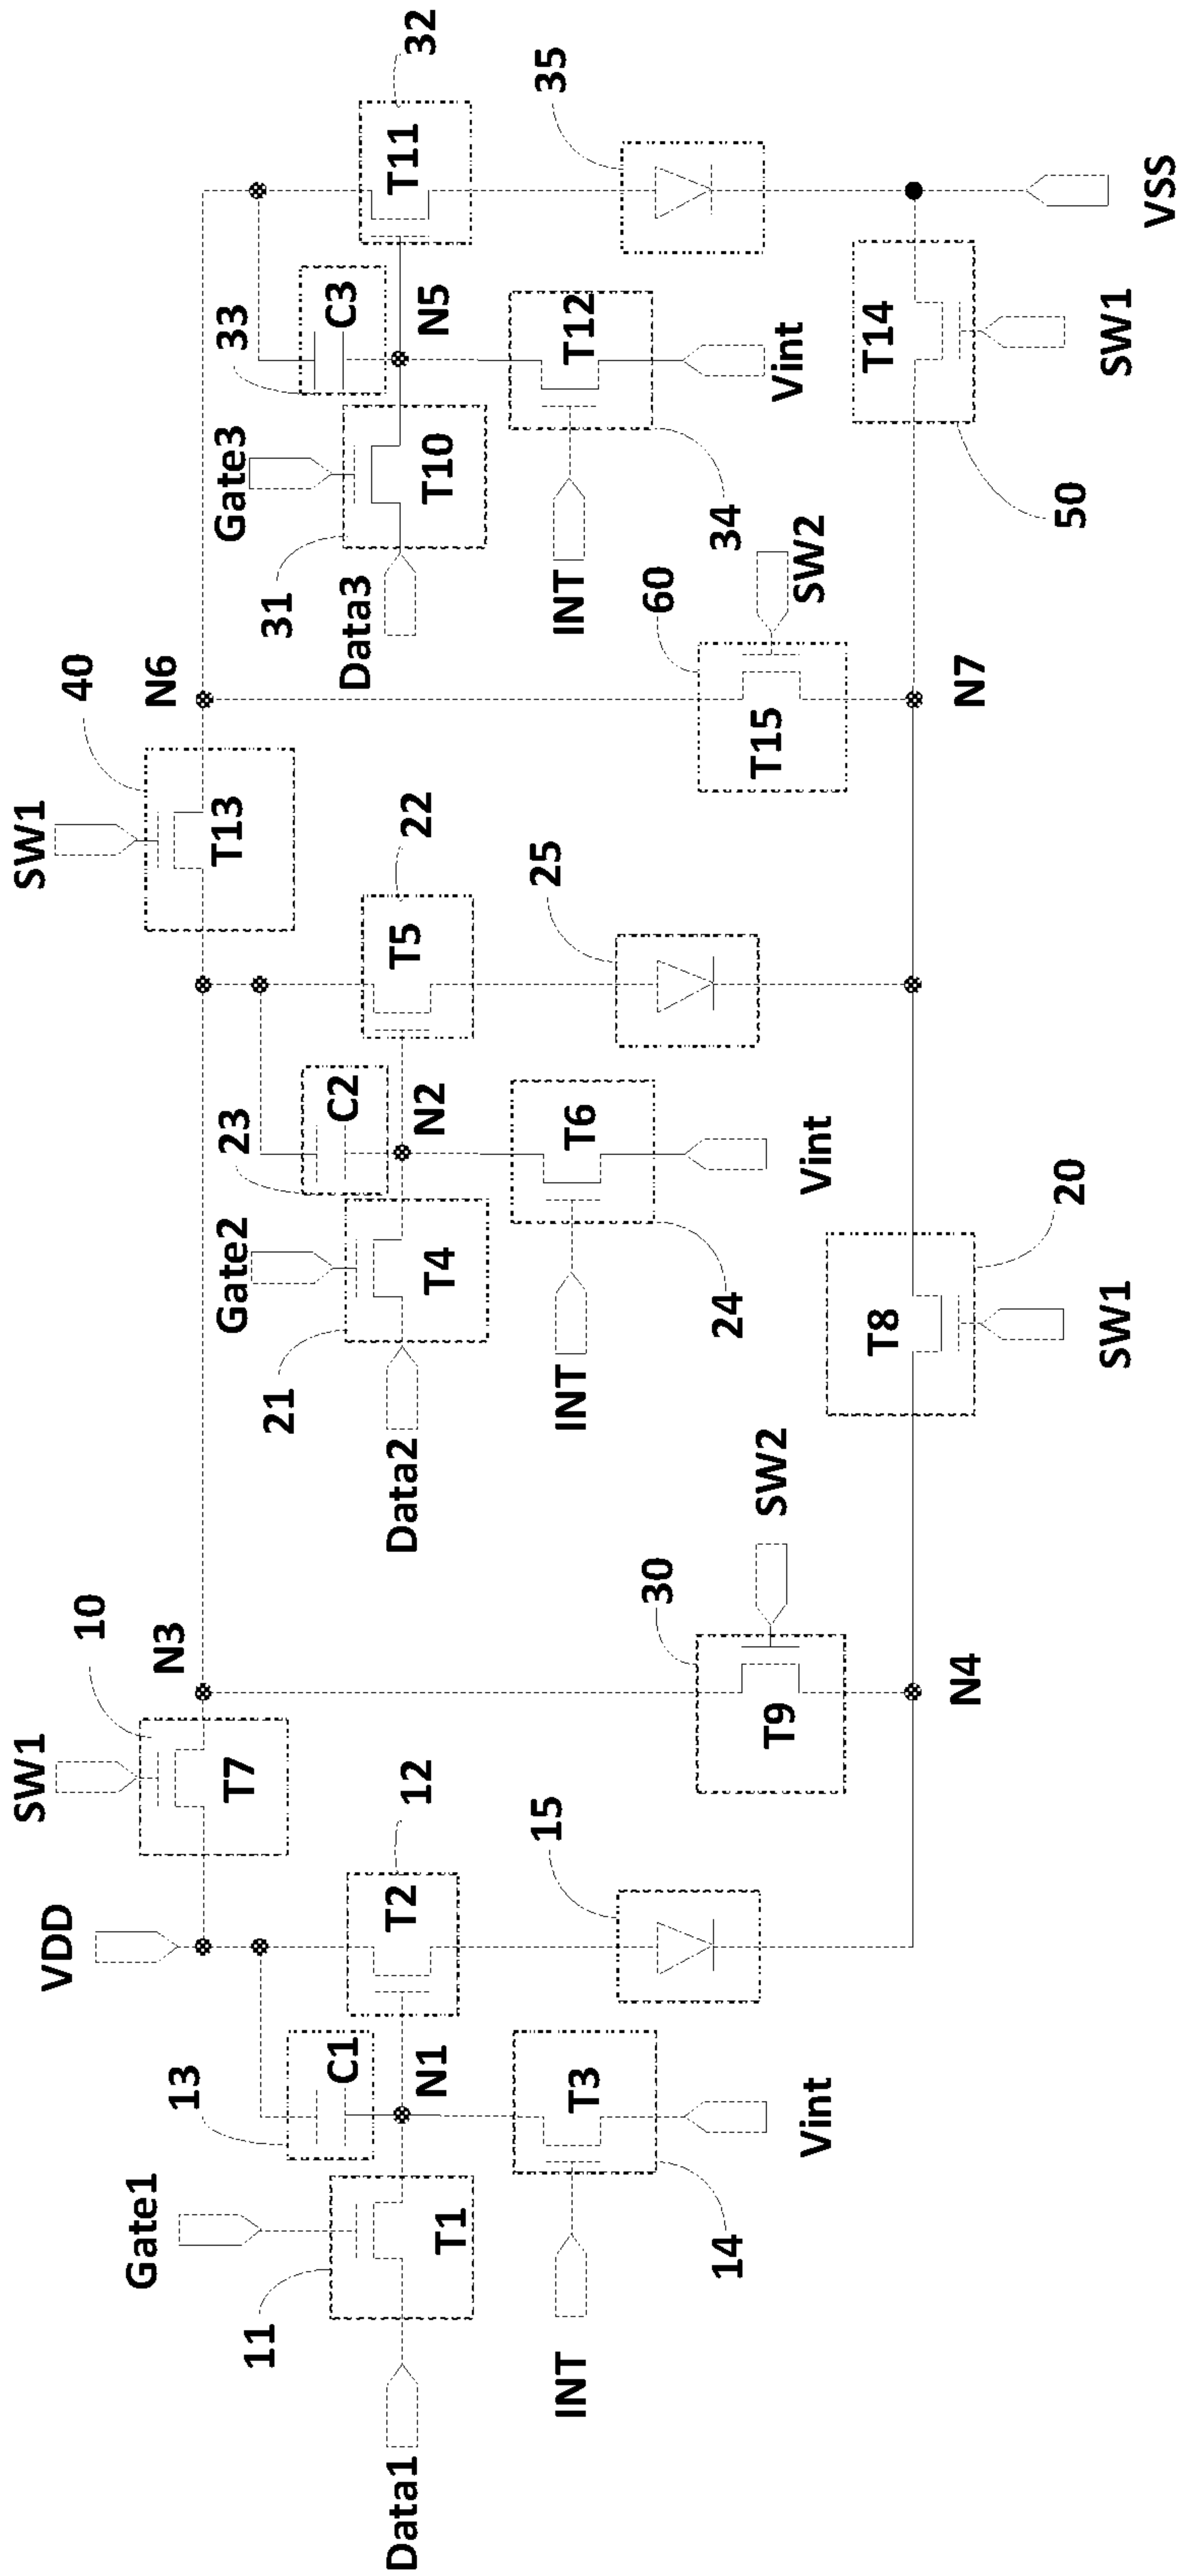 SW1
SW1
VDD
10
N3
40
N6
Gate1
13
C1
T7
Gate2
23
C2
T13
Gate3
33
C3
32
11
T1
N1
T2
12
21
T4
N2
T5
22
31
T10
N5
T11
Data1
Data2
Data3
INT
T3
15
INT
T6
25
INT
T12
35
14
Vint
30
SW2
24
Vint
60
SW2
34
Vint
T9
T15
T8
20
T14
N4
SW1
N7
50
SW1
VSS